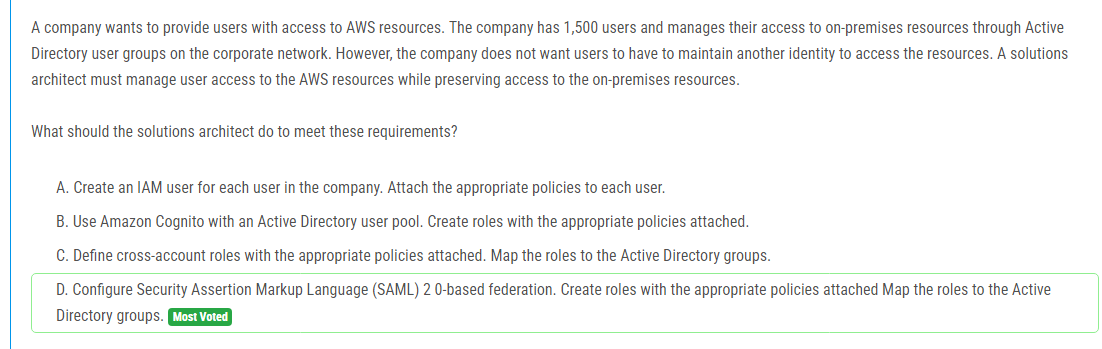 A company wants to provide users with access to AWS resources. The company has 1,500 users and manages their access to on-premises resources through Active
Directory user groups on the corporate network. However, the company does not want users to have to maintain another identity to access the resources. A solutions
architect must manage user access to the AWS resources while preserving access to the on-premises resources.
What should the solutions architect do to meet these requirements?
A. Create an IAM user for each user in the company. Attach the appropriate policies to each user.
B. Use Amazon Cognito with an Active Directory user pool. Create roles with the appropriate policies attached.
C. Define cross-account roles with the appropriate policies attached. Map the roles to the Active Directory groups.
D. Configure Security Assertion Markup Language (SAML) 2 0-based federation. Create roles with the appropriate policies attached Map the roles to the Active
Directory groups. Most Voted